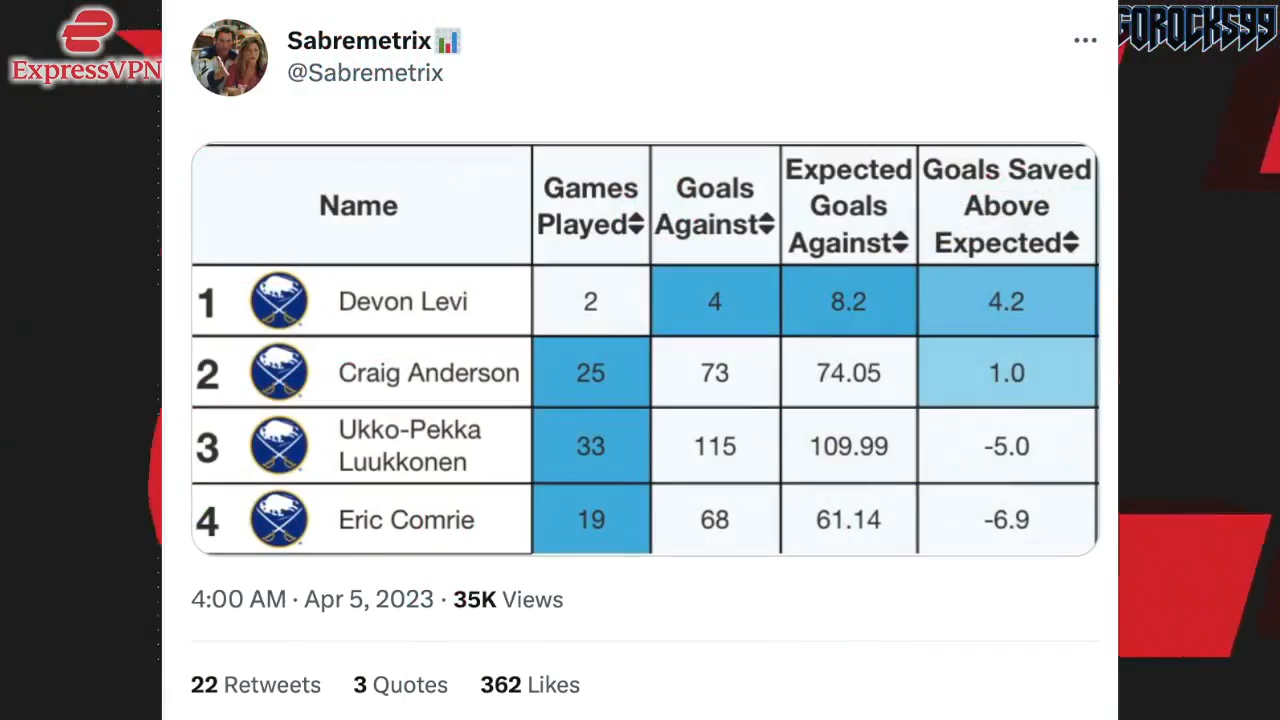 ExpressVPN
GOROCKS99
Sabremetrix
@Sabremetrix
Name
Games Played
Goals Against
Expected Goals Against
Goals Saved Above Expected
1 Devon Levi 2 4 8.2 4.2
2 Craig Anderson 25 73 74.05 1.0
3 Ukko-Pekka Luukkonen 33 115 109.99 -5.0
4 Eric Comrie 19 68 61.14 -6.9
4:00 AM · Apr 5, 2023 · 35K Views
22 Retweets 3 Quotes 362 Likes